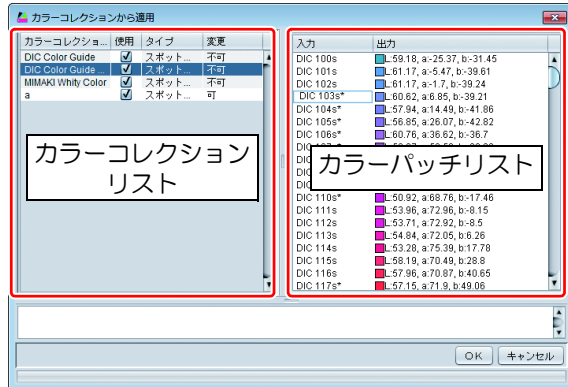 カラーコレクションから適用
カラーコレクショ... 使用 タイプ 変更
DIC Color Guide スポット... 不可
DIC Color Guide ... スポット... 不可
MIMAKI Whity Color スポット... 不可
a スポット... 可
カラーコレクション
リスト
入力 出力
DIC 100s L:59.18, a:-25.37, b:-31.45
DIC 101s L:61.17, a:-5.47, b:-39.61
DIC 102s L:61.17, a:-1.7, b:-39.24
DIC 103s* L:60.62, a:6.85, b:-39.21
DIC 104s* L:57.94, a:14.49, b:-41.86
DIC 105s* L:56.85, a:26.07, b:-42.82
DIC 106s* L:60.76, a:36.62, b:-36.7
カラーパッチリスト
DIC 110s* L:50.92, a:68.76, b:-17.46
DIC 111s L:53.96, a:72.96, b:-8.15
DIC 112s L:53.71, a:72.92, b:-8.5
DIC 113s L:54.84, a:72.05, b:6.26
DIC 114s L:53.28, a:75.39, b:17.78
DIC 115s L:58.19, a:70.49, b:28.8
DIC 116s L:57.96, a:70.87, b:40.65
DIC 117s* L:57.15, a:71.9, b:49.06
OK キャンセル